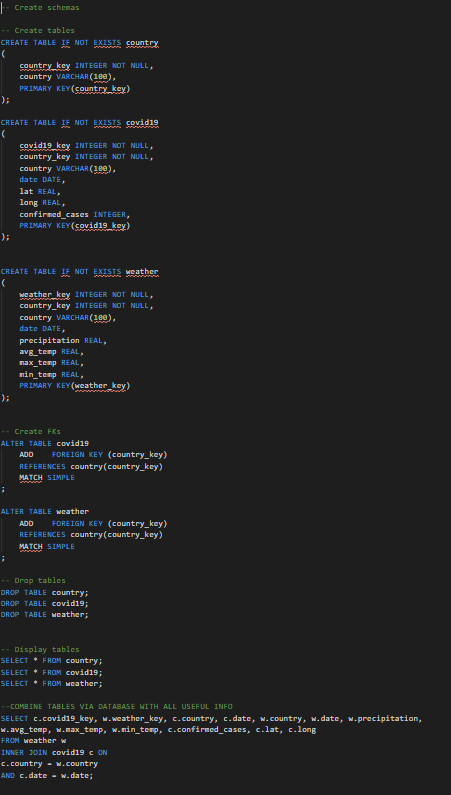 -- Create schemas
-- Create tables
CREATE TABLE IF NOT EXISTS country
(
country_key INTEGER NOT NULL,
country VARCHAR(100),
PRIMARY KEY(country_key)
);
CREATE TABLE IF NOT EXISTS covid19
(
covid19_key INTEGER NOT NULL,
country_key INTEGER NOT NULL,
country VARCHAR(100),
date DATE,
lat REAL,
long REAL,
confirmed_cases INTEGER,
PRIMARY KEY(covid19_key)
);
CREATE TABLE IF NOT EXISTS weather
(
weather_key INTEGER NOT NULL,
country_key INTEGER NOT NULL,
country VARCHAR(100),
date DATE,
precipitation REAL,
avg_temp REAL,
max_temp REAL,
min_temp REAL,
PRIMARY KEY(weather_key)
);
-- Create FKs
ALTER TABLE covid19
ADD    FOREIGN KEY (country_key)
REFERENCES country(country_key)
MATCH SIMPLE
;
ALTER TABLE weather
ADD    FOREIGN KEY (country_key)
REFERENCES country(country_key)
MATCH SIMPLE
;
-- Drop tables
DROP TABLE country;
DROP TABLE covid19;
DROP TABLE weather;
-- Display tables
SELECT * FROM country;
SELECT * FROM covid19;
SELECT * FROM weather;
--COMBINE TABLES VIA DATABASE WITH ALL USEFUL INFO
SELECT c.covid19_key, w.weather_key, c.country, c.date, w.country, w.date, w.precipitation,
w.avg_temp, w.max_temp, w.min_temp, c.confirmed_cases, c.lat, c.long
FROM weather w
INNER JOIN covid19 c ON
c.country = w.country
AND c.date = w.date;